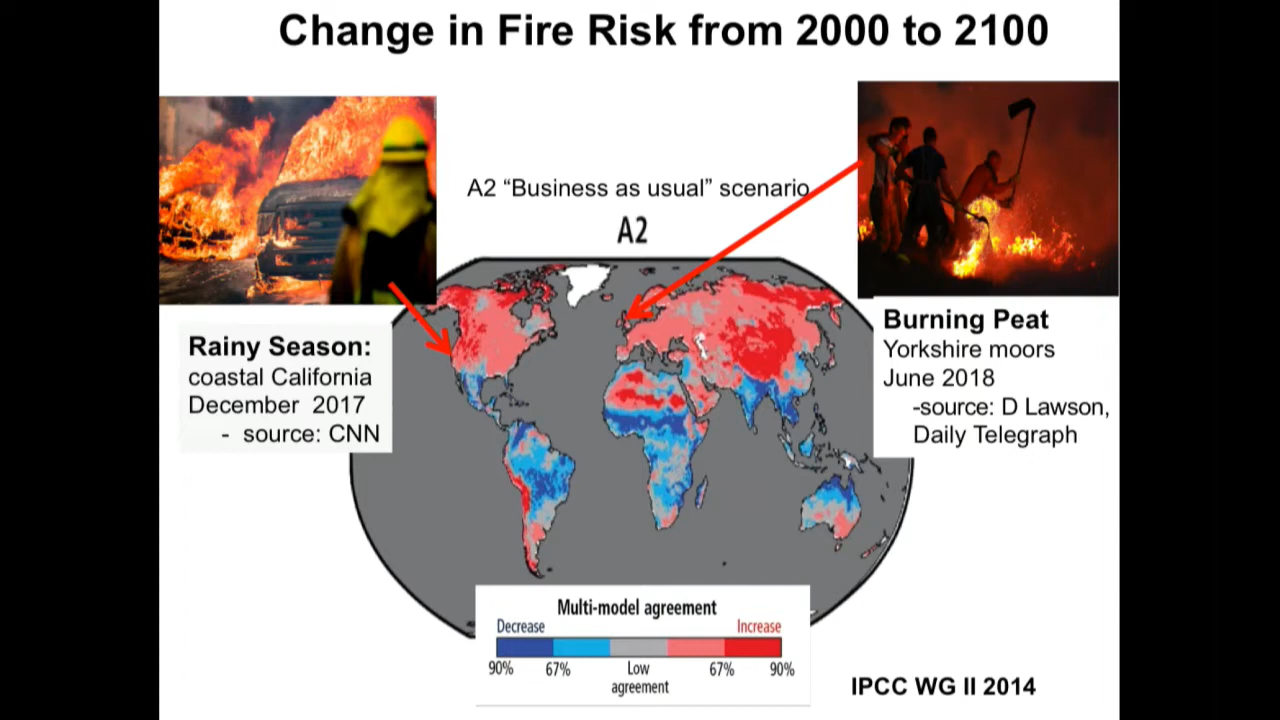 Change in Fire Risk from 2000 to 2100
A2 “Business as usual” scenario
A2
Rainy Season:
coastal California
December 2017
- source: CNN
Burning Peat
Yorkshire moors
June 2018
-source: D Lawson,
Daily Telegraph
Multi-model agreement
Decrease Increase
90% 67% Low 67% 90%
agreement
IPCC WG II 2014